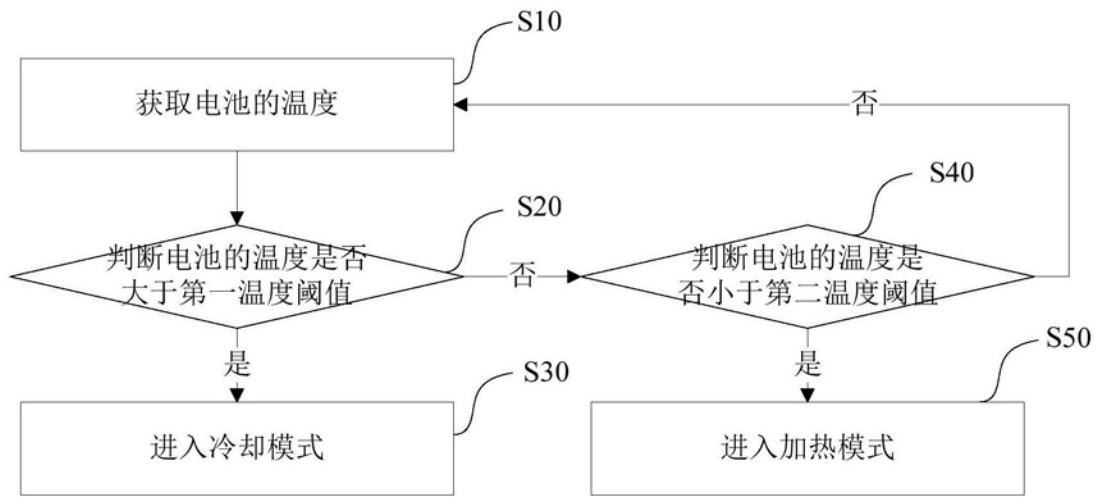 S10
获取电池的温度
否
S20
S40
判断电池的温度是否
大于第一温度阈值
否
判断电池的温度是
否小于第二温度阈值
是
是
S30
S50
进入冷却模式
进入加热模式